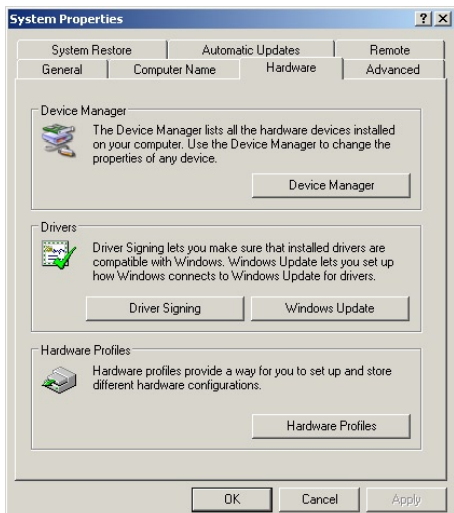 System Properties
System Restore
Automatic Updates
Remote
General
Computer Name
Hardware
Advanced
Device Manager
The Device Manager lists all the hardware devices installed
on your computer. Use the Device Manager to change the
properties of any device.
Device Manager
Drivers
Driver Signing lets you make sure that installed drivers are
compatible with Windows. Windows Update lets you set up
how Windows connects to Windows Update for drivers.
Driver Signing
Windows Update
Hardware Profiles
Hardware profiles provide a way for you to set up and store
different hardware configurations.
Hardware Profiles
OK
Cancel
Apply